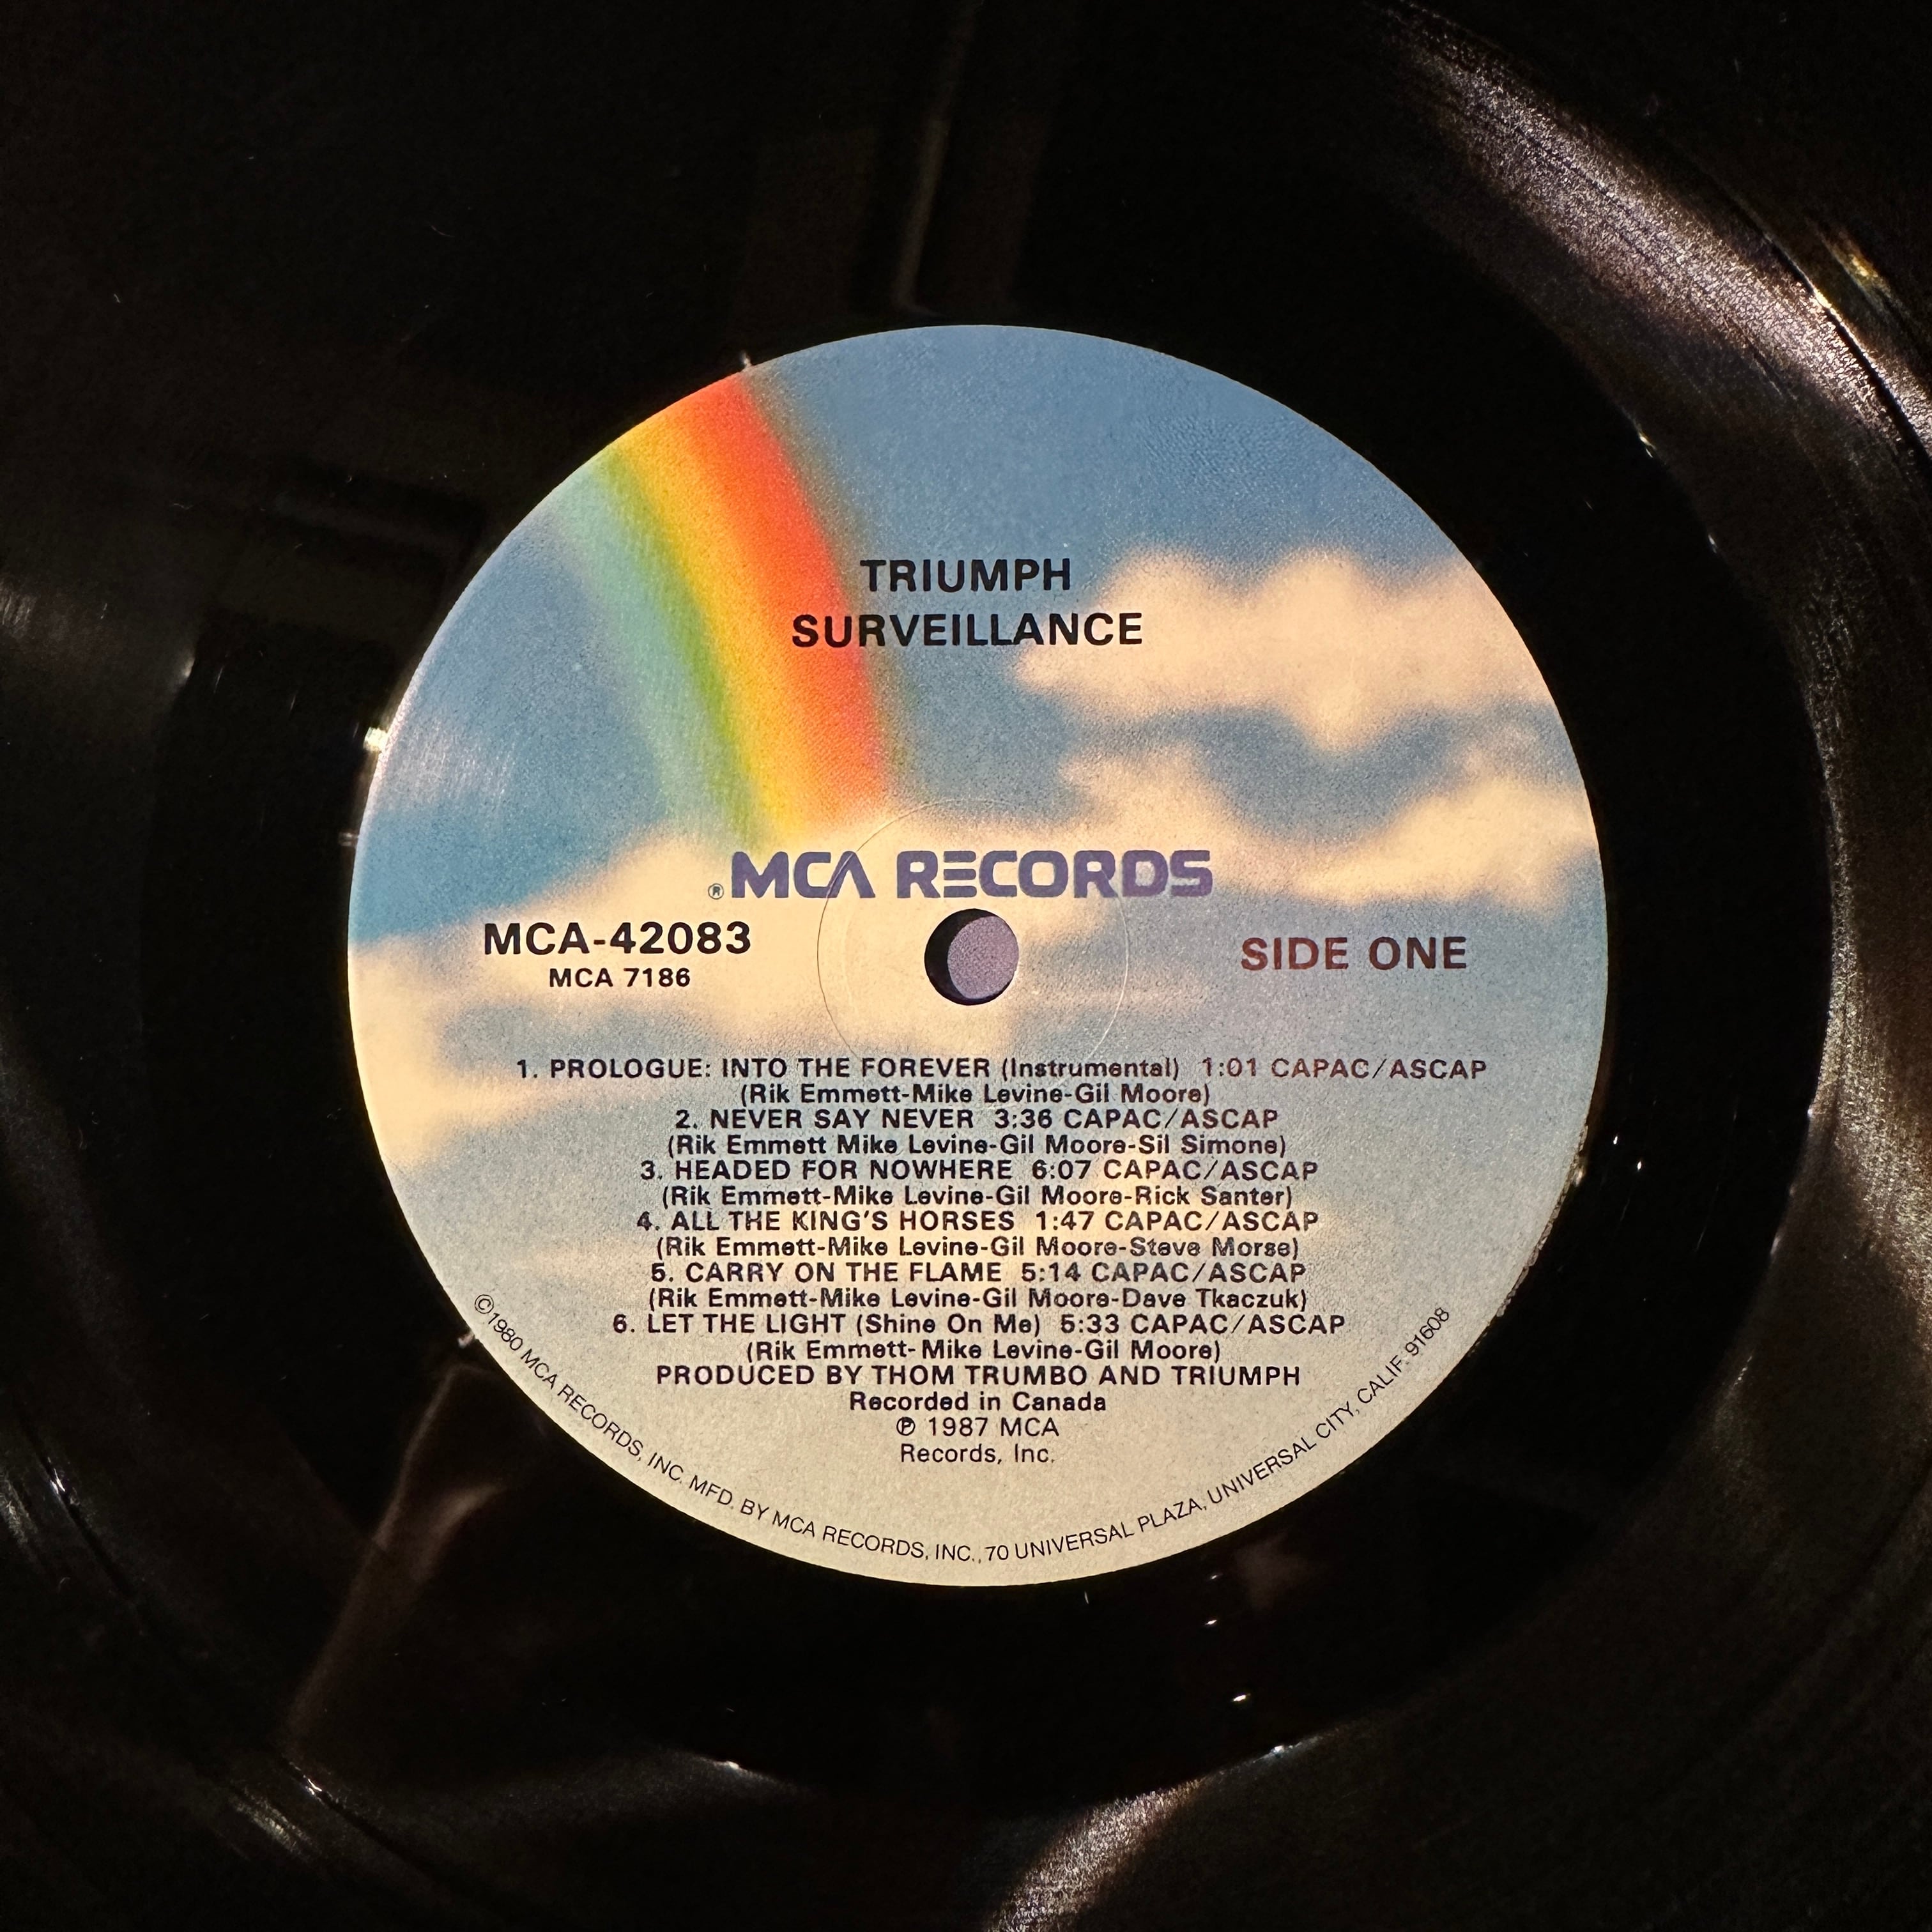 TRIUMPH
SURVEILLANCE
® MCA RECORDS
MCA-42083
MCA 7186
SIDE ONE
1. PROLOGUE: INTO THE FOREVER (Instrumental) 1:01 CAPAC/ASCAP
(Rik Emmett-Mike Levine-Gil Moore)
2. NEVER SAY NEVER 3:36 CAPAC/ASCAP
(Rik Emmett Mike Levine-Gil Moore-Sil Simone)
3. HEADED FOR NOWHERE 6:07 CAPAC/ASCAP
(Rik Emmett-Mike Levine-Gil Moore-Rick Santer)
4. ALL THE KING'S HORSES 1:47 CAPAC/ASCAP
(Rik Emmett-Mike Levine-Gil Moore-Steve Morse)
5. CARRY ON THE FLAME 5:14 CAPAC/ASCAP
(Rik Emmett-Mike Levine-Gil Moore-Dave Tkaczuk)
6. LET THE LIGHT (Shine On Me) 5:33 CAPAC/ASCAP
(Rik Emmett- Mike Levine-Gil Moore)
PRODUCED BY THOM TRUMBO AND TRIUMPH
Recorded in Canada
℗ 1987 MCA
Records, Inc.
©1980 MCA RECORDS, INC. MFD. BY MCA RECORDS, INC., 70 UNIVERSAL PLAZA, UNIVERSAL CITY, CALIF. 91608